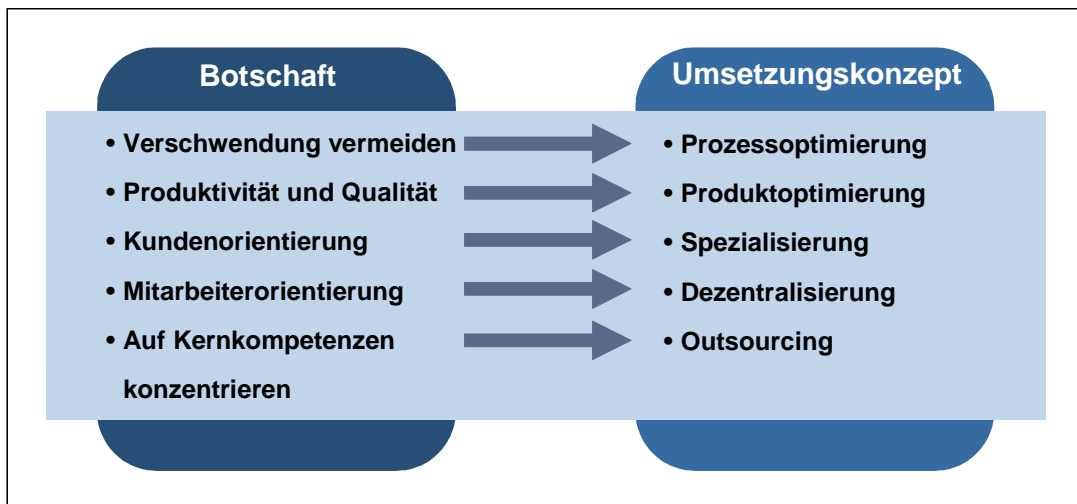 Botschaft
• Verschwendung vermeiden
• Produktivität und Qualität
• Kundenorientierung
• Mitarbeiterorientierung
• Auf Kernkompetenzen
konzentrieren
Umsetzungskonzept
• Prozessoptimierung
• Produktoptimierung
• Spezialisierung
• Dezentralisierung
• Outsourcing